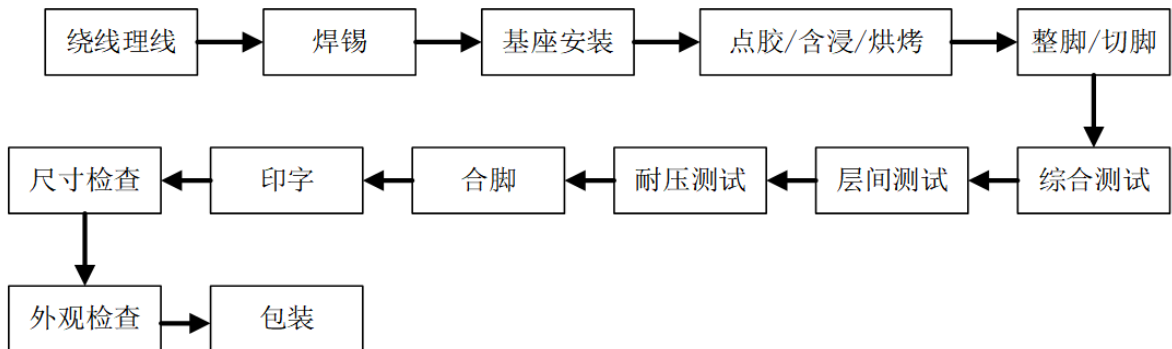 绕线理线
焊锡
基座安装
点胶/含浸/烘烤
整脚/切脚
综合测试
层间测试
耐压测试
合脚
印字
尺寸检查
外观检查
包装